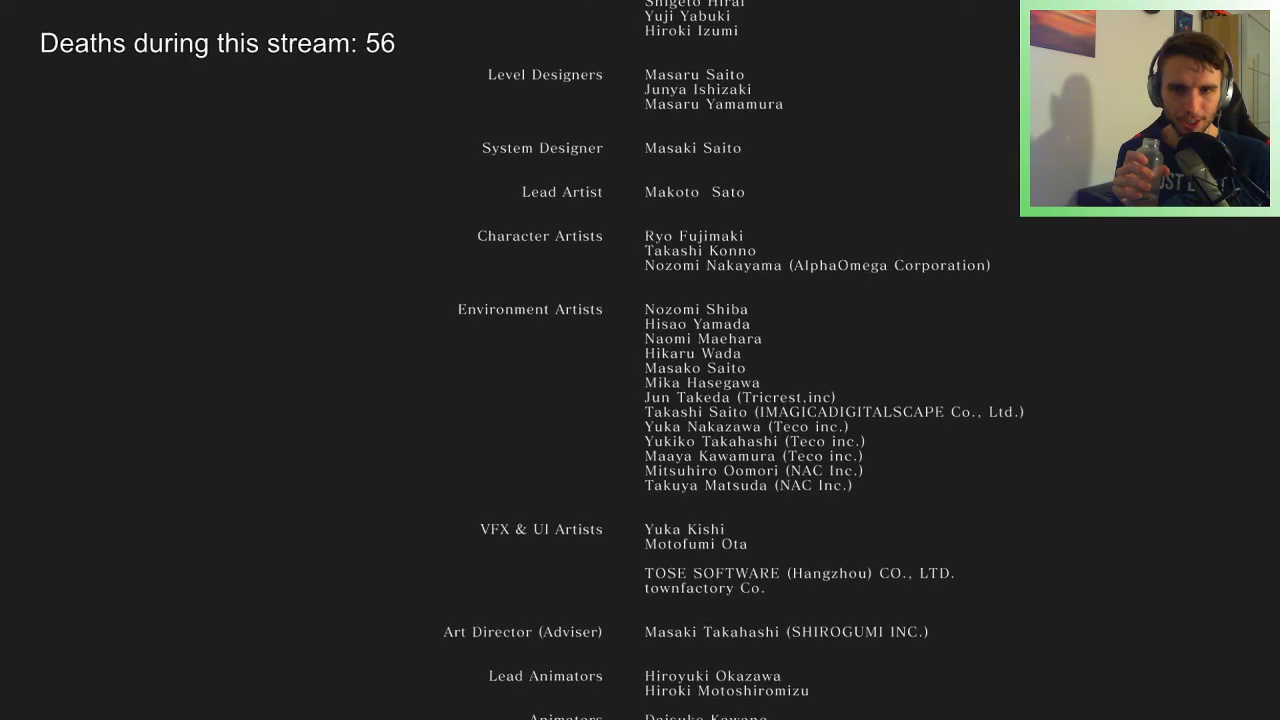 Shigeto Hirai
Yuji Yabuki
Hiroki Izumi
Deaths during this stream: 56
Level Designers
Masaru Saito
Junya Ishizaki
Masaru Yamamura
System Designer
Masaki Saito
Lead Artist
Makoto Sato
Character Artists
Ryo Fujimaki
Takashi Konno
Nozomi Nakayama (AlphaOmega Corporation)
Environment Artists
Nozomi Shiba
Hisao Yamada
Naomi Maehara
Hikaru Wada
Masako Saito
Mika Hasegawa
Jun Takeda (Tricrest,inc)
Takashi Saito (IMAGICADIGITALSCAPE Co., Ltd.)
Yuka Nakazawa (Teco inc.)
Yukiko Takahashi (Teco inc.)
Maaya Kawamura (Teco inc.)
Mitsuhiro Oomori (NAC Inc.)
Takuya Matsuda (NAC Inc.)
VFX & UI Artists
Yuka Kishi
Motofumi Ota
TOSE SOFTWARE (Hangzhou) CO., LTD.
townfactory Co.
Art Director (Adviser)
Masaki Takahashi (SHIROGUMI INC.)
Lead Animators
Hiroyuki Okazawa
Hiroki Motoshiromizu
Animators